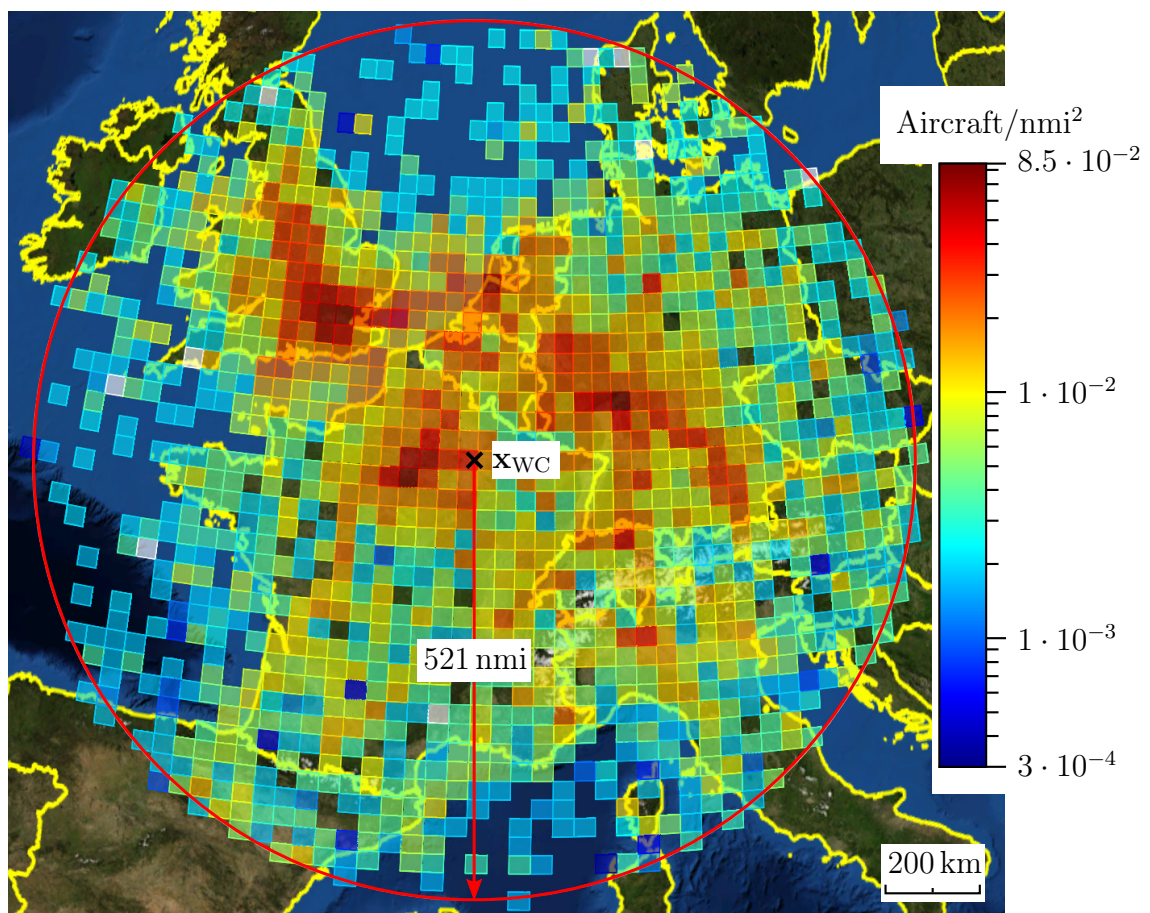 Aircraft/nmi²
8.5 · 10⁻²
1 · 10⁻²
1 · 10⁻³
3 · 10⁻⁴
x_WC
521 nmi
200 km